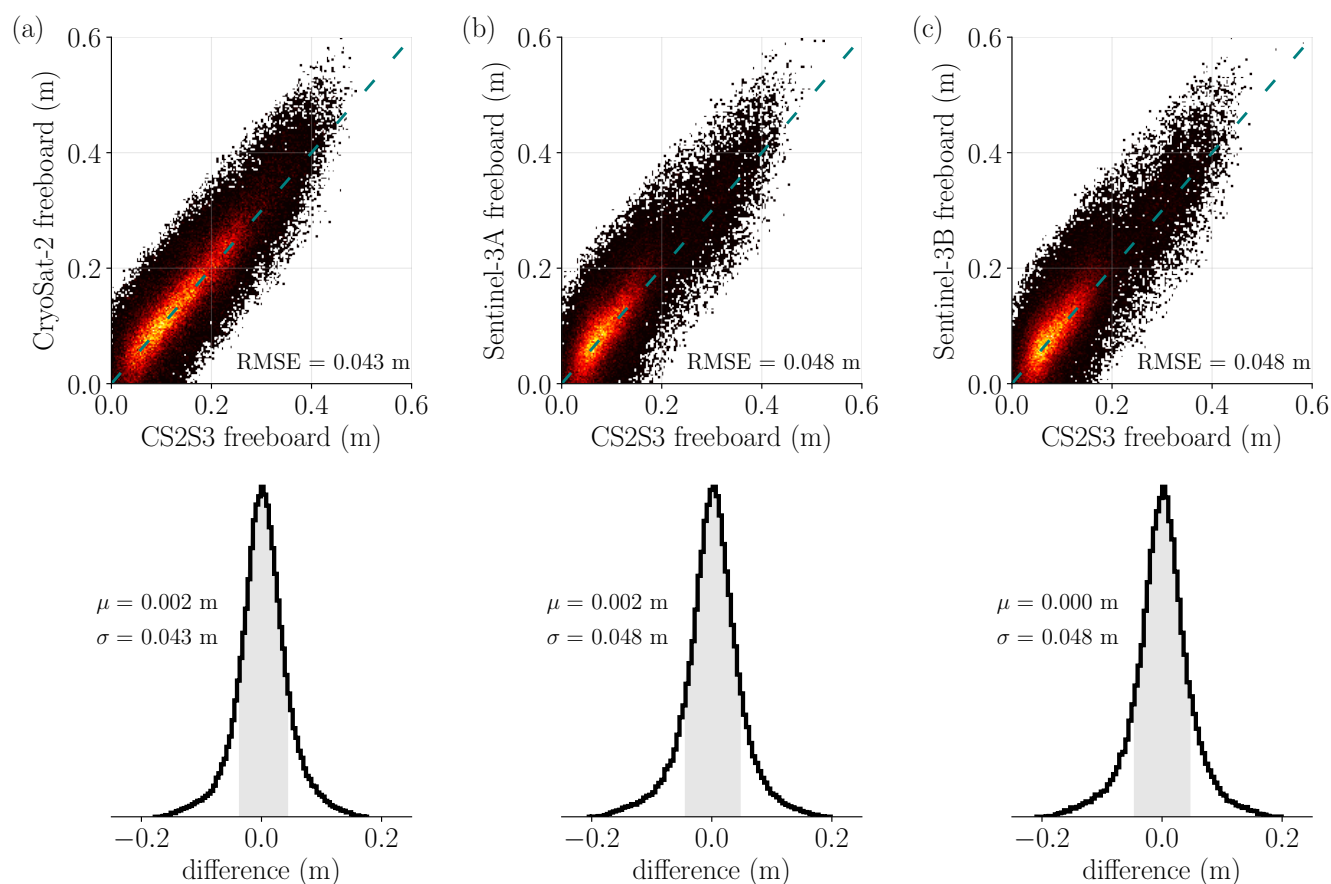 (a)
CryoSat-2 freeboard (m)
0.6
0.4
0.2
0.0
RMSE = 0.043 m
0.0 0.2 0.4 0.6
CS2S3 freeboard (m)
(b)
Sentinel-3A freeboard (m)
0.6
0.4
0.2
0.0
RMSE = 0.048 m
0.0 0.2 0.4 0.6
CS2S3 freeboard (m)
(c)
Sentinel-3B freeboard (m)
0.6
0.4
0.2
0.0
RMSE = 0.048 m
0.0 0.2 0.4 0.6
CS2S3 freeboard (m)
μ = 0.002 m
σ = 0.043 m
−0.2 0.0 0.2
difference (m)
μ = 0.002 m
σ = 0.048 m
−0.2 0.0 0.2
difference (m)
μ = 0.000 m
σ = 0.048 m
−0.2 0.0 0.2
difference (m)